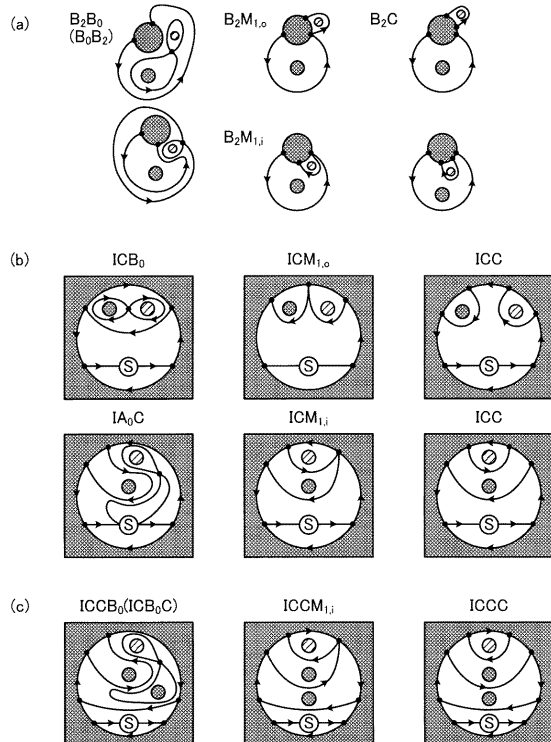 (a)
B₂B₀ B₂M₁,ₒ B₂C
(B₀B₂)
B₂M₁,ᵢ
(b)
ICB₀ ICM₁,ₒ ICC
S S S
IA₀C ICM₁,ᵢ ICC
S S S
(c)
ICCB₀(ICB₀C) ICCM₁,ᵢ ICCC
S S S